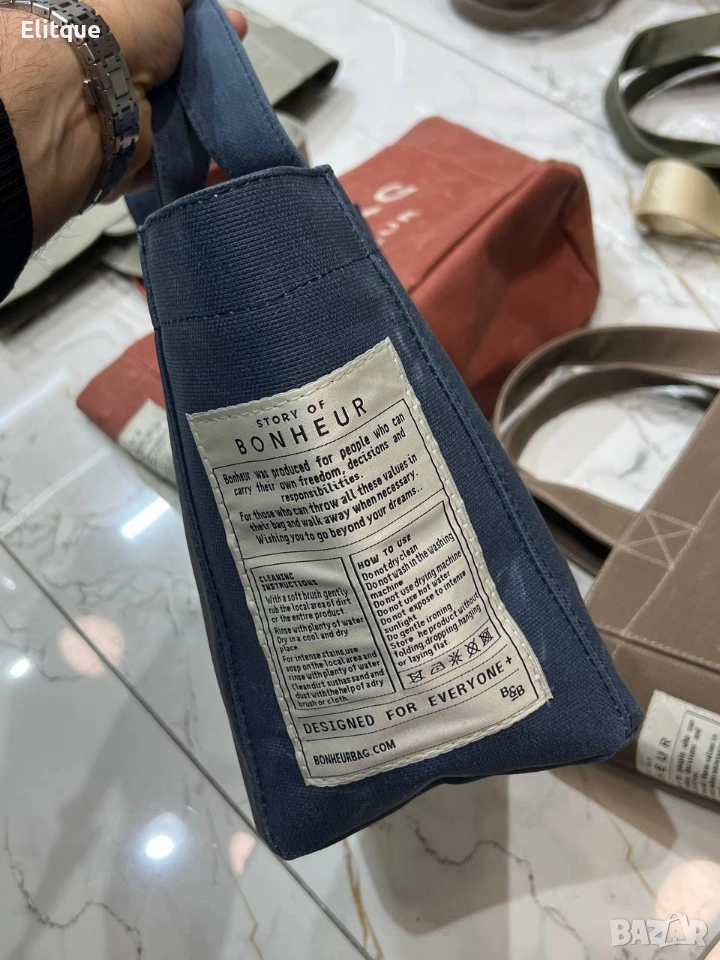 Elitque
STORY OF
BONHEUR
Bonheur was produced for people who can
carry their own freedom, decisions and
responsibilities.
For those who can throw all these values in
their bag and walk away when necessary.
Wishing you to go beyond your dreams..
CLEANING
INSTRUCTIONS
With a soft brush gently
rub the local area of dirt
or the entire product.
Rinse with plenty of water
Dry in a cool and dry
place.
For intense stains, use
soap on the local area and
rinse with plenty of water
Clean dirt such as sand and
dust with the help of a dry
brush or cloth.
HOW TO USE
Do not dry clean
Do not wash in the washing
machine
Do not use drying machine
Do not use hot water
Do not expose to intense
sunlight
Do gentle ironing
Store he product without
folding, dropping, hanging
or laying flat.
DESIGNED FOR EVERYONE +
B&B
BONHEURBAG.COM
BAZAR